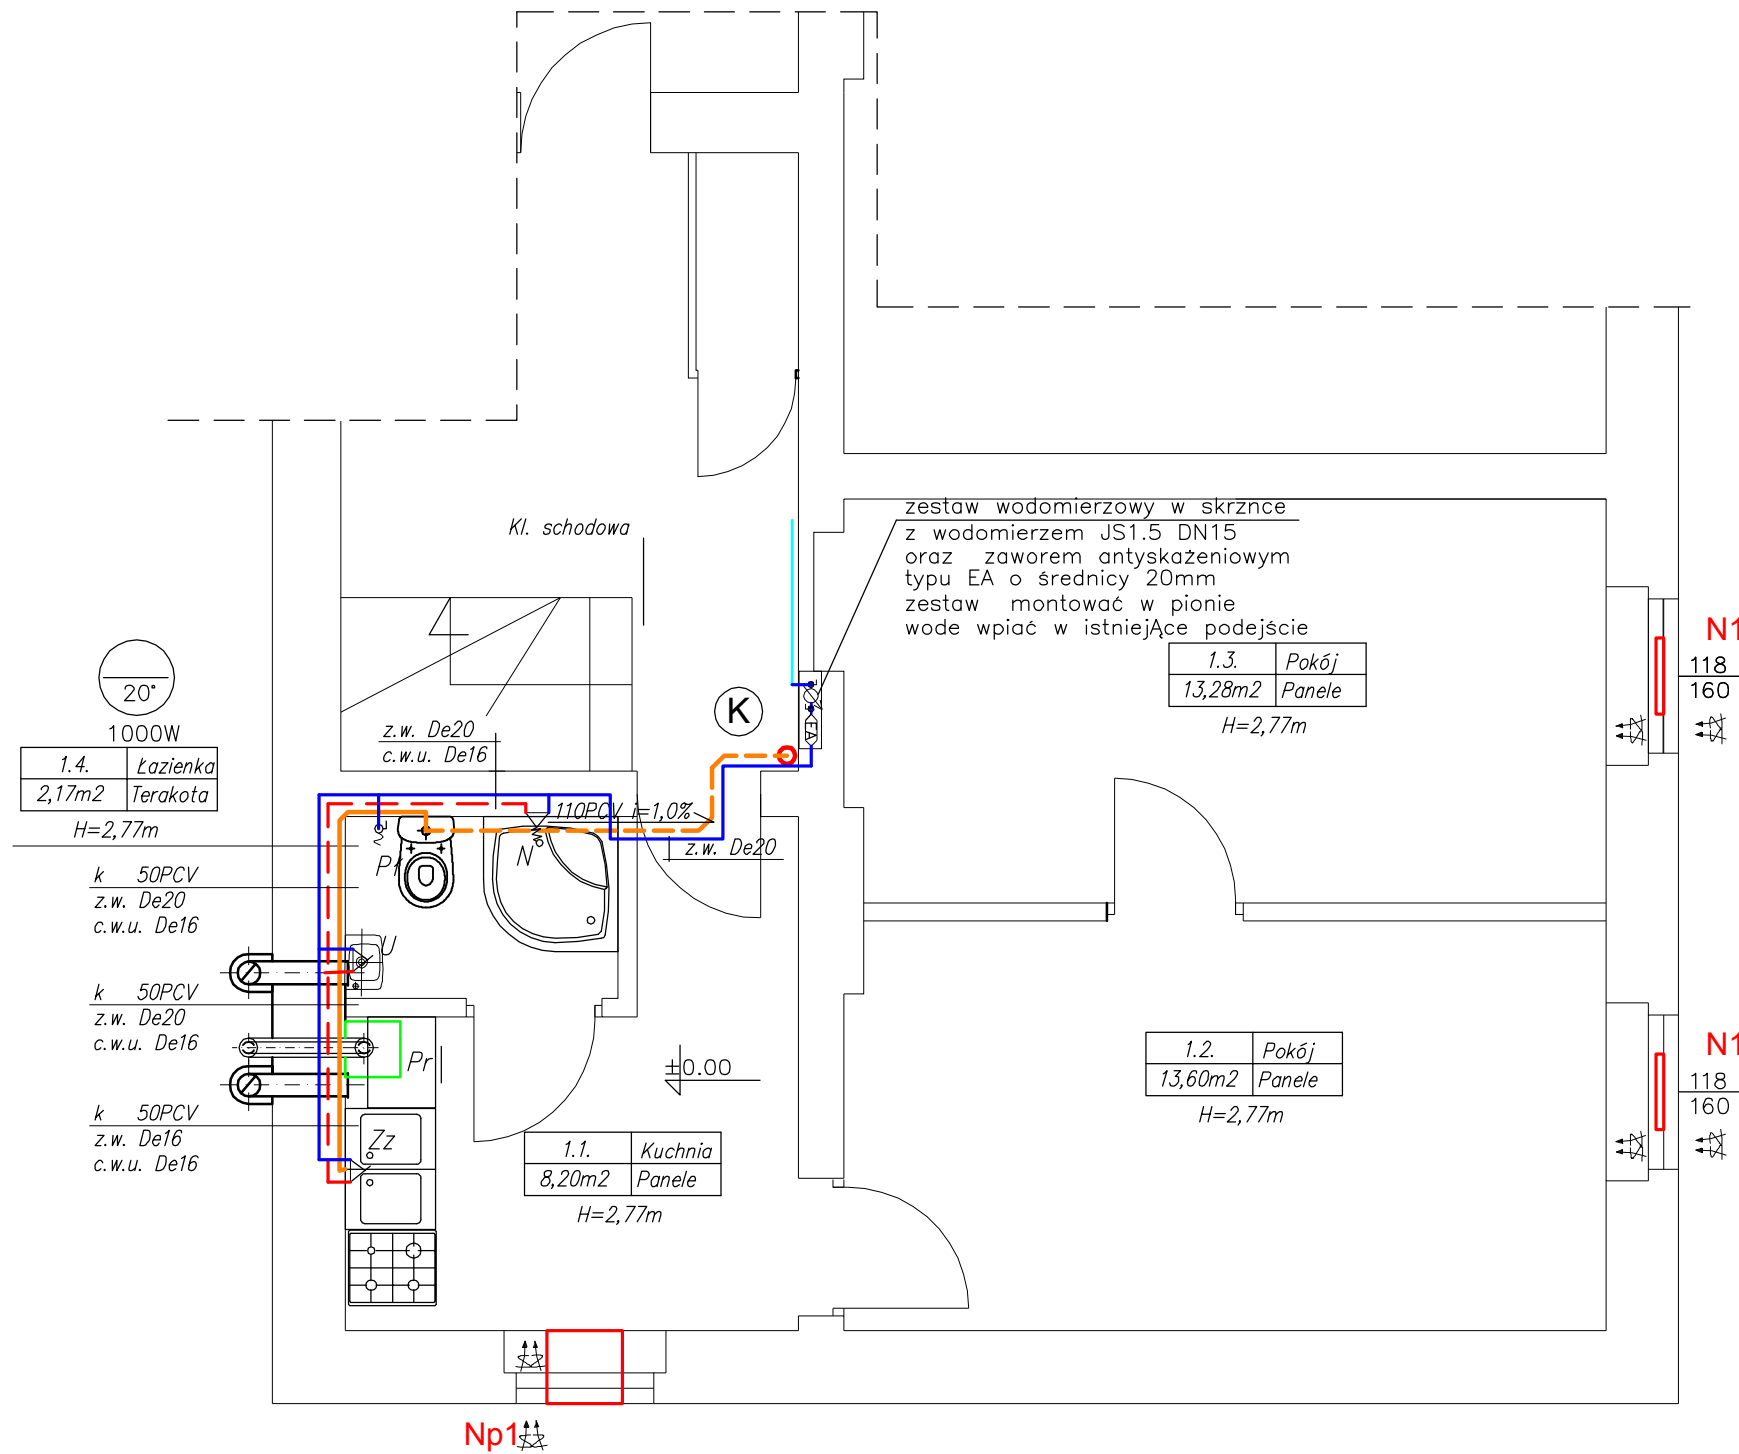 Kl. schodowa
zestaw wodomierzowy w skrznce
z wodomierzem JS1.5 DN15
oraz zaworem antyskażeniowym
typu EA o średnicy 20mm
zestaw montować w pionie
wode wpiać w istniejĄce podejście
1.3. Pokój
13,28m2 Panele
H=2,77m
N1
118
160
20°
1000W
1.4. Łazienka
2,17m2 Terakota
H=2,77m
z.w. De20
c.w.u. De16
K
EA
110PCV i=1,0%
z.w. De20
Pł
N
U
k 50PCV
z.w. De20
c.w.u. De16
k 50PCV
z.w. De20
c.w.u. De16
k 50PCV
z.w. De16
c.w.u. De16
Pr
Zz
±0.00
1.1. Kuchnia
8,20m2 Panele
H=2,77m
1.2. Pokój
13,60m2 Panele
H=2,77m
N1
118
160
Np1